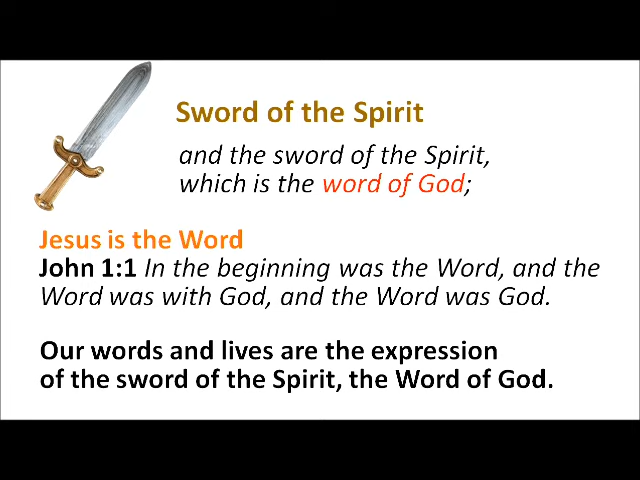 Sword of the Spirit
and the sword of the Spirit,
which is the word of God;
Jesus is the Word
John 1:1 In the beginning was the Word, and the
Word was with God, and the Word was God.
Our words and lives are the expression
of the sword of the Spirit, the Word of God.